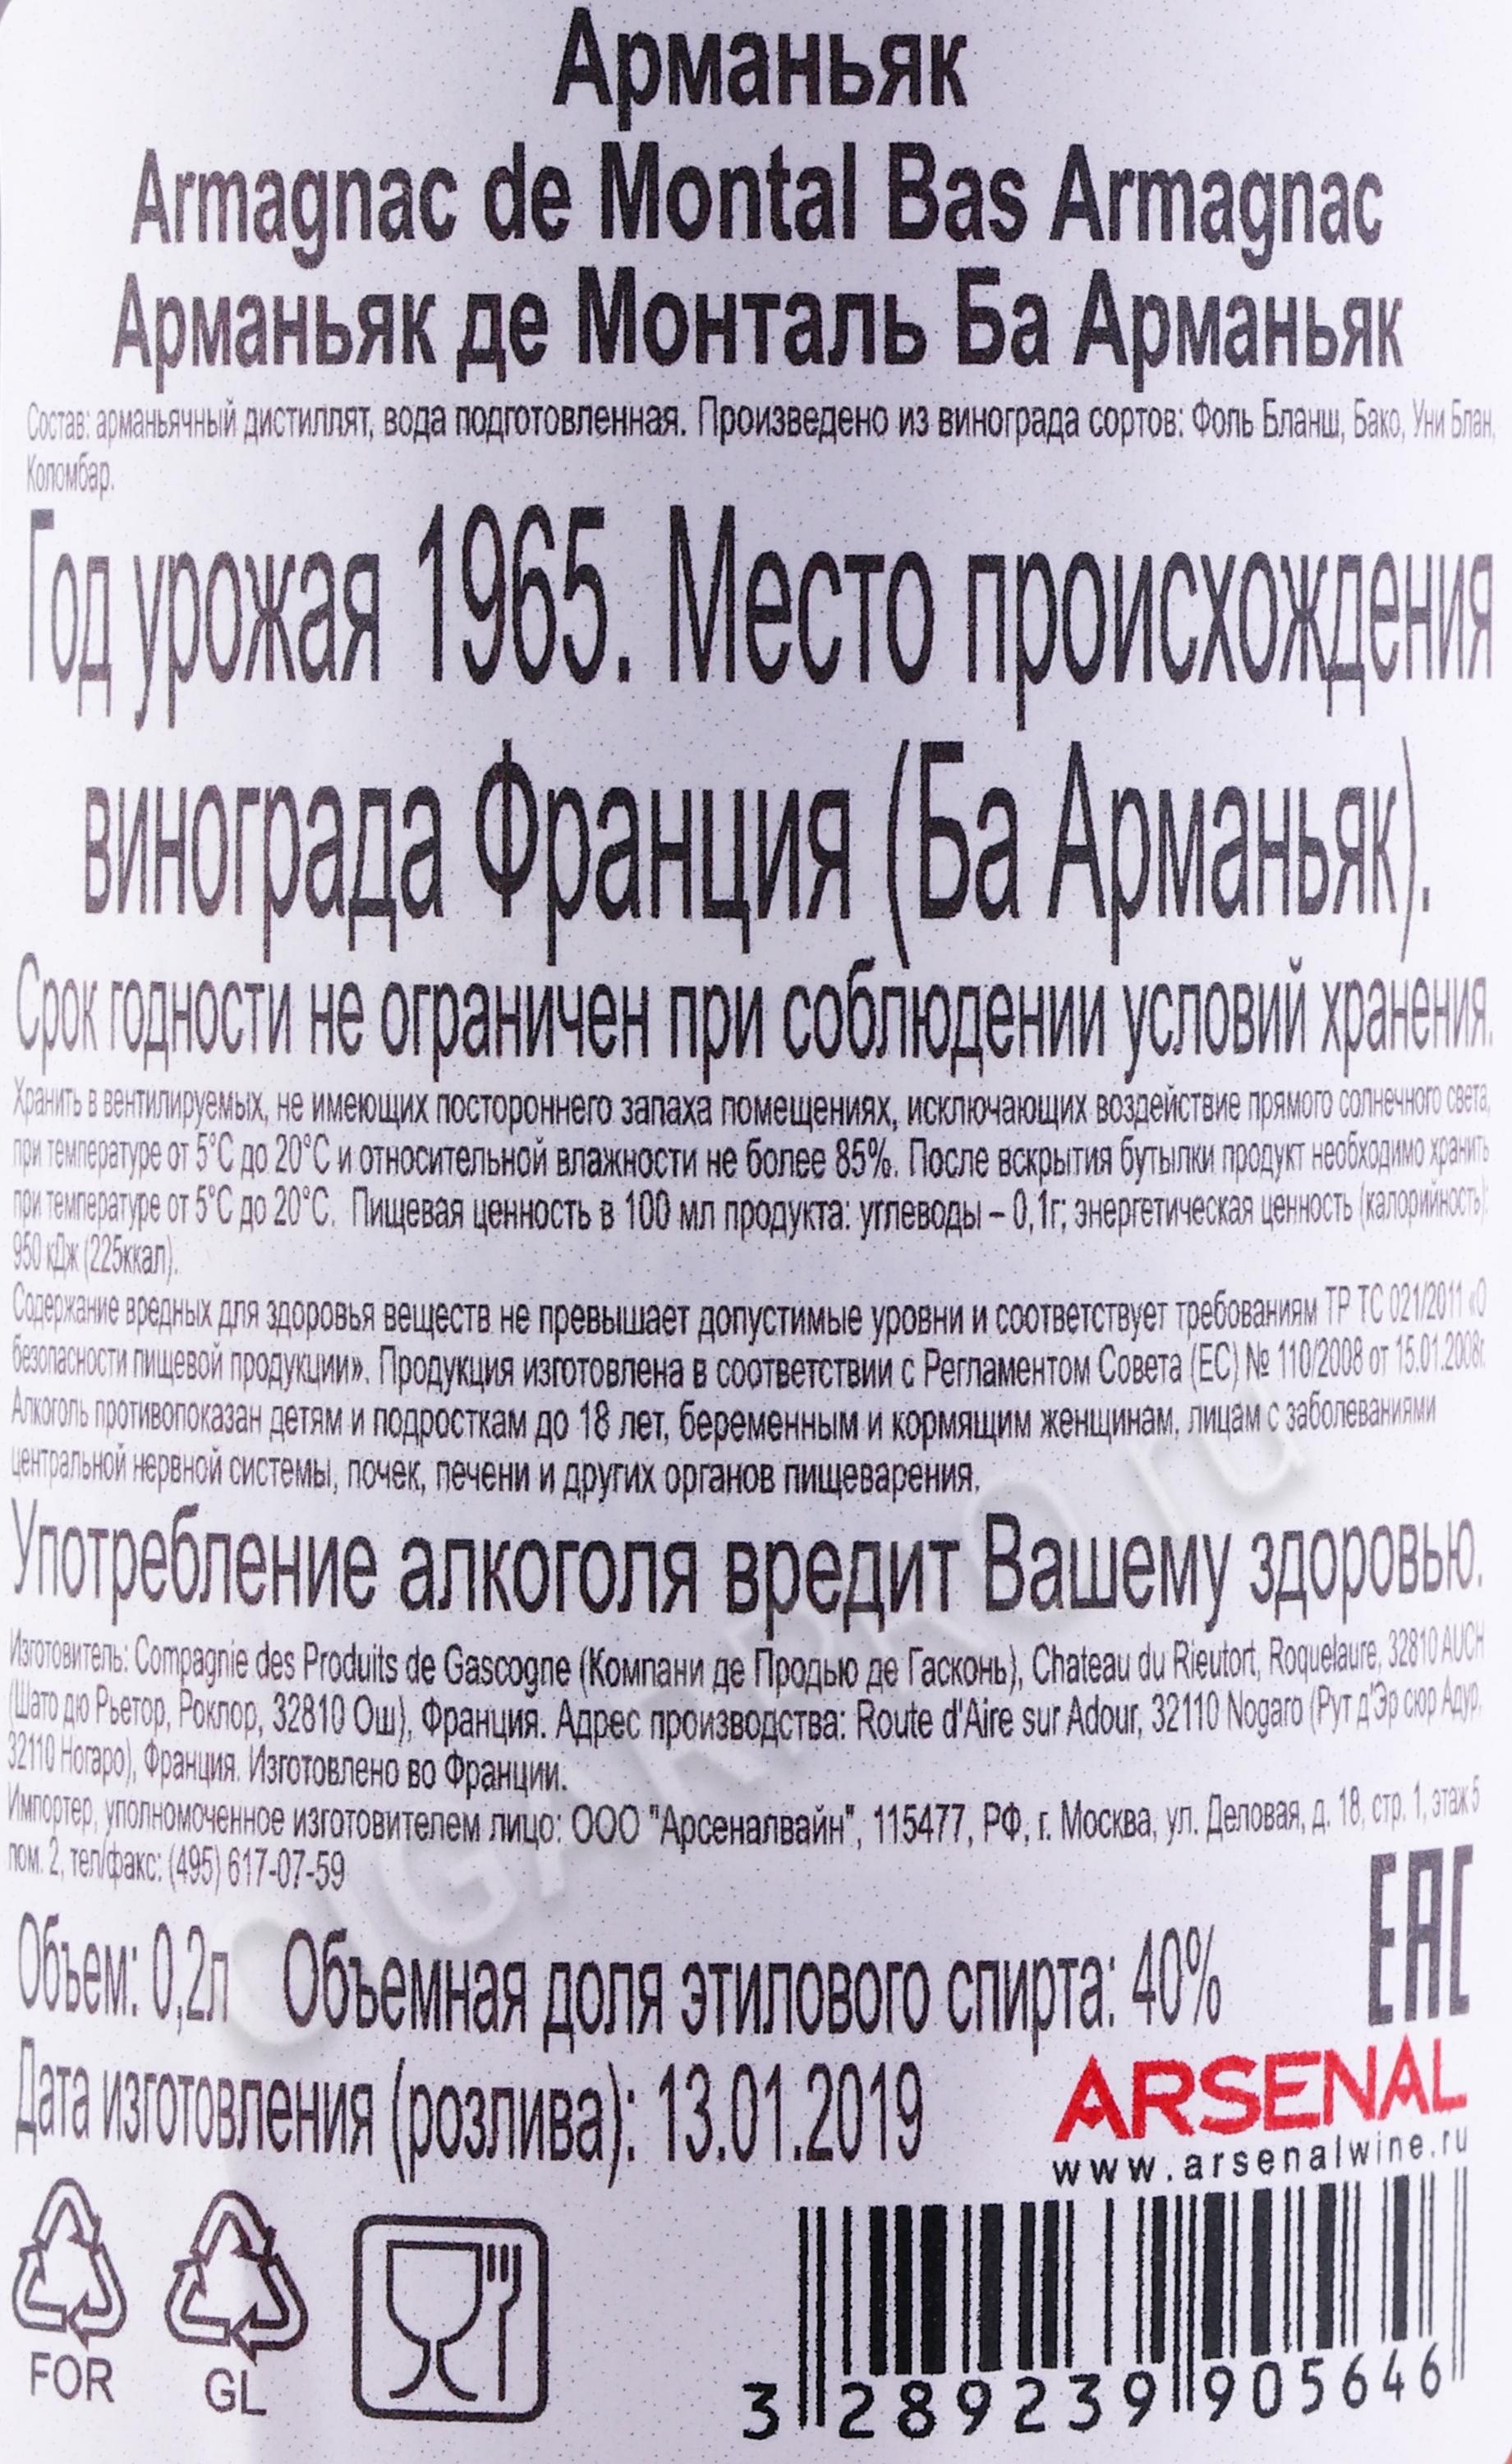 Арманьяк
Armagnac de Montal Bas Armagnac
Арманьяк де Монталь Ба Арманьяк
Состав: арманьячный дистиллят, вода подготовленная. Произведено из винограда сортов: Фоль Бланш, Бако, Уни Блан,
Коломбар.
Год урожая 1965. Место происхождения
винограда Франция (Ба Арманьяк).
Срок годности не ограничен при соблюдении условий хранения.
Хранить в вентилируемых, не имеющих постороннего запаха помещениях, исключающих воздействие прямого солнечного света,
при температуре от 5°С до 20°С и относительной влажности не более 85%. После вскрытия бутылки продукт необходимо хранить
при температуре от 5°С до 20°С. Пищевая ценность в 100 мл продукта: углеводы – 0,1г; энергетическая ценность (калорийность):
950 кДж (225ккал).
Содержание вредных для здоровья веществ не превышает допустимые уровни и соответствует требованиям ТР ТС 021/2011 «О
безопасности пищевой продукции». Продукция изготовлена в соответствии с Регламентом Совета (ЕС) № 110/2008 от 15.01.2008г.
Алкоголь противопоказан детям и подросткам до 18 лет, беременным и кормящим женщинам, лицам с заболеваниями
центральной нервной системы, почек, печени и других органов пищеварения.
Употребление алкоголя вредит Вашему здоровью.
Изготовитель: Compagnie des Produits de Gascogne (Компани де Продью де Гасконь), Chateau du Rieutort, Roquelaure, 32810 AUCH
(Шато дю Рьетор, Роклор, 32810 Ош), Франция. Адрес производства: Route d'Aire sur Adour, 32110 Nogaro (Рут д'Эр сюр Адур,
32110 Ногаро), Франция. Изготовлено во Франции.
Импортер, уполномоченное изготовителем лицо: ООО "Арсеналвайн", 115477, РФ, г. Москва, ул. Деловая, д. 18, стр. 1, этаж 5
пом. 2, тел/факс: (495) 617-07-59
EAC
Объем: 0,2л Объемная доля этилового спирта: 40%
Дата изготовления (розлива): 13.01.2019
ARSENAL
www.arsenalwine.ru
FOR
GL
3 289239 905646
CIGARPRO.ru